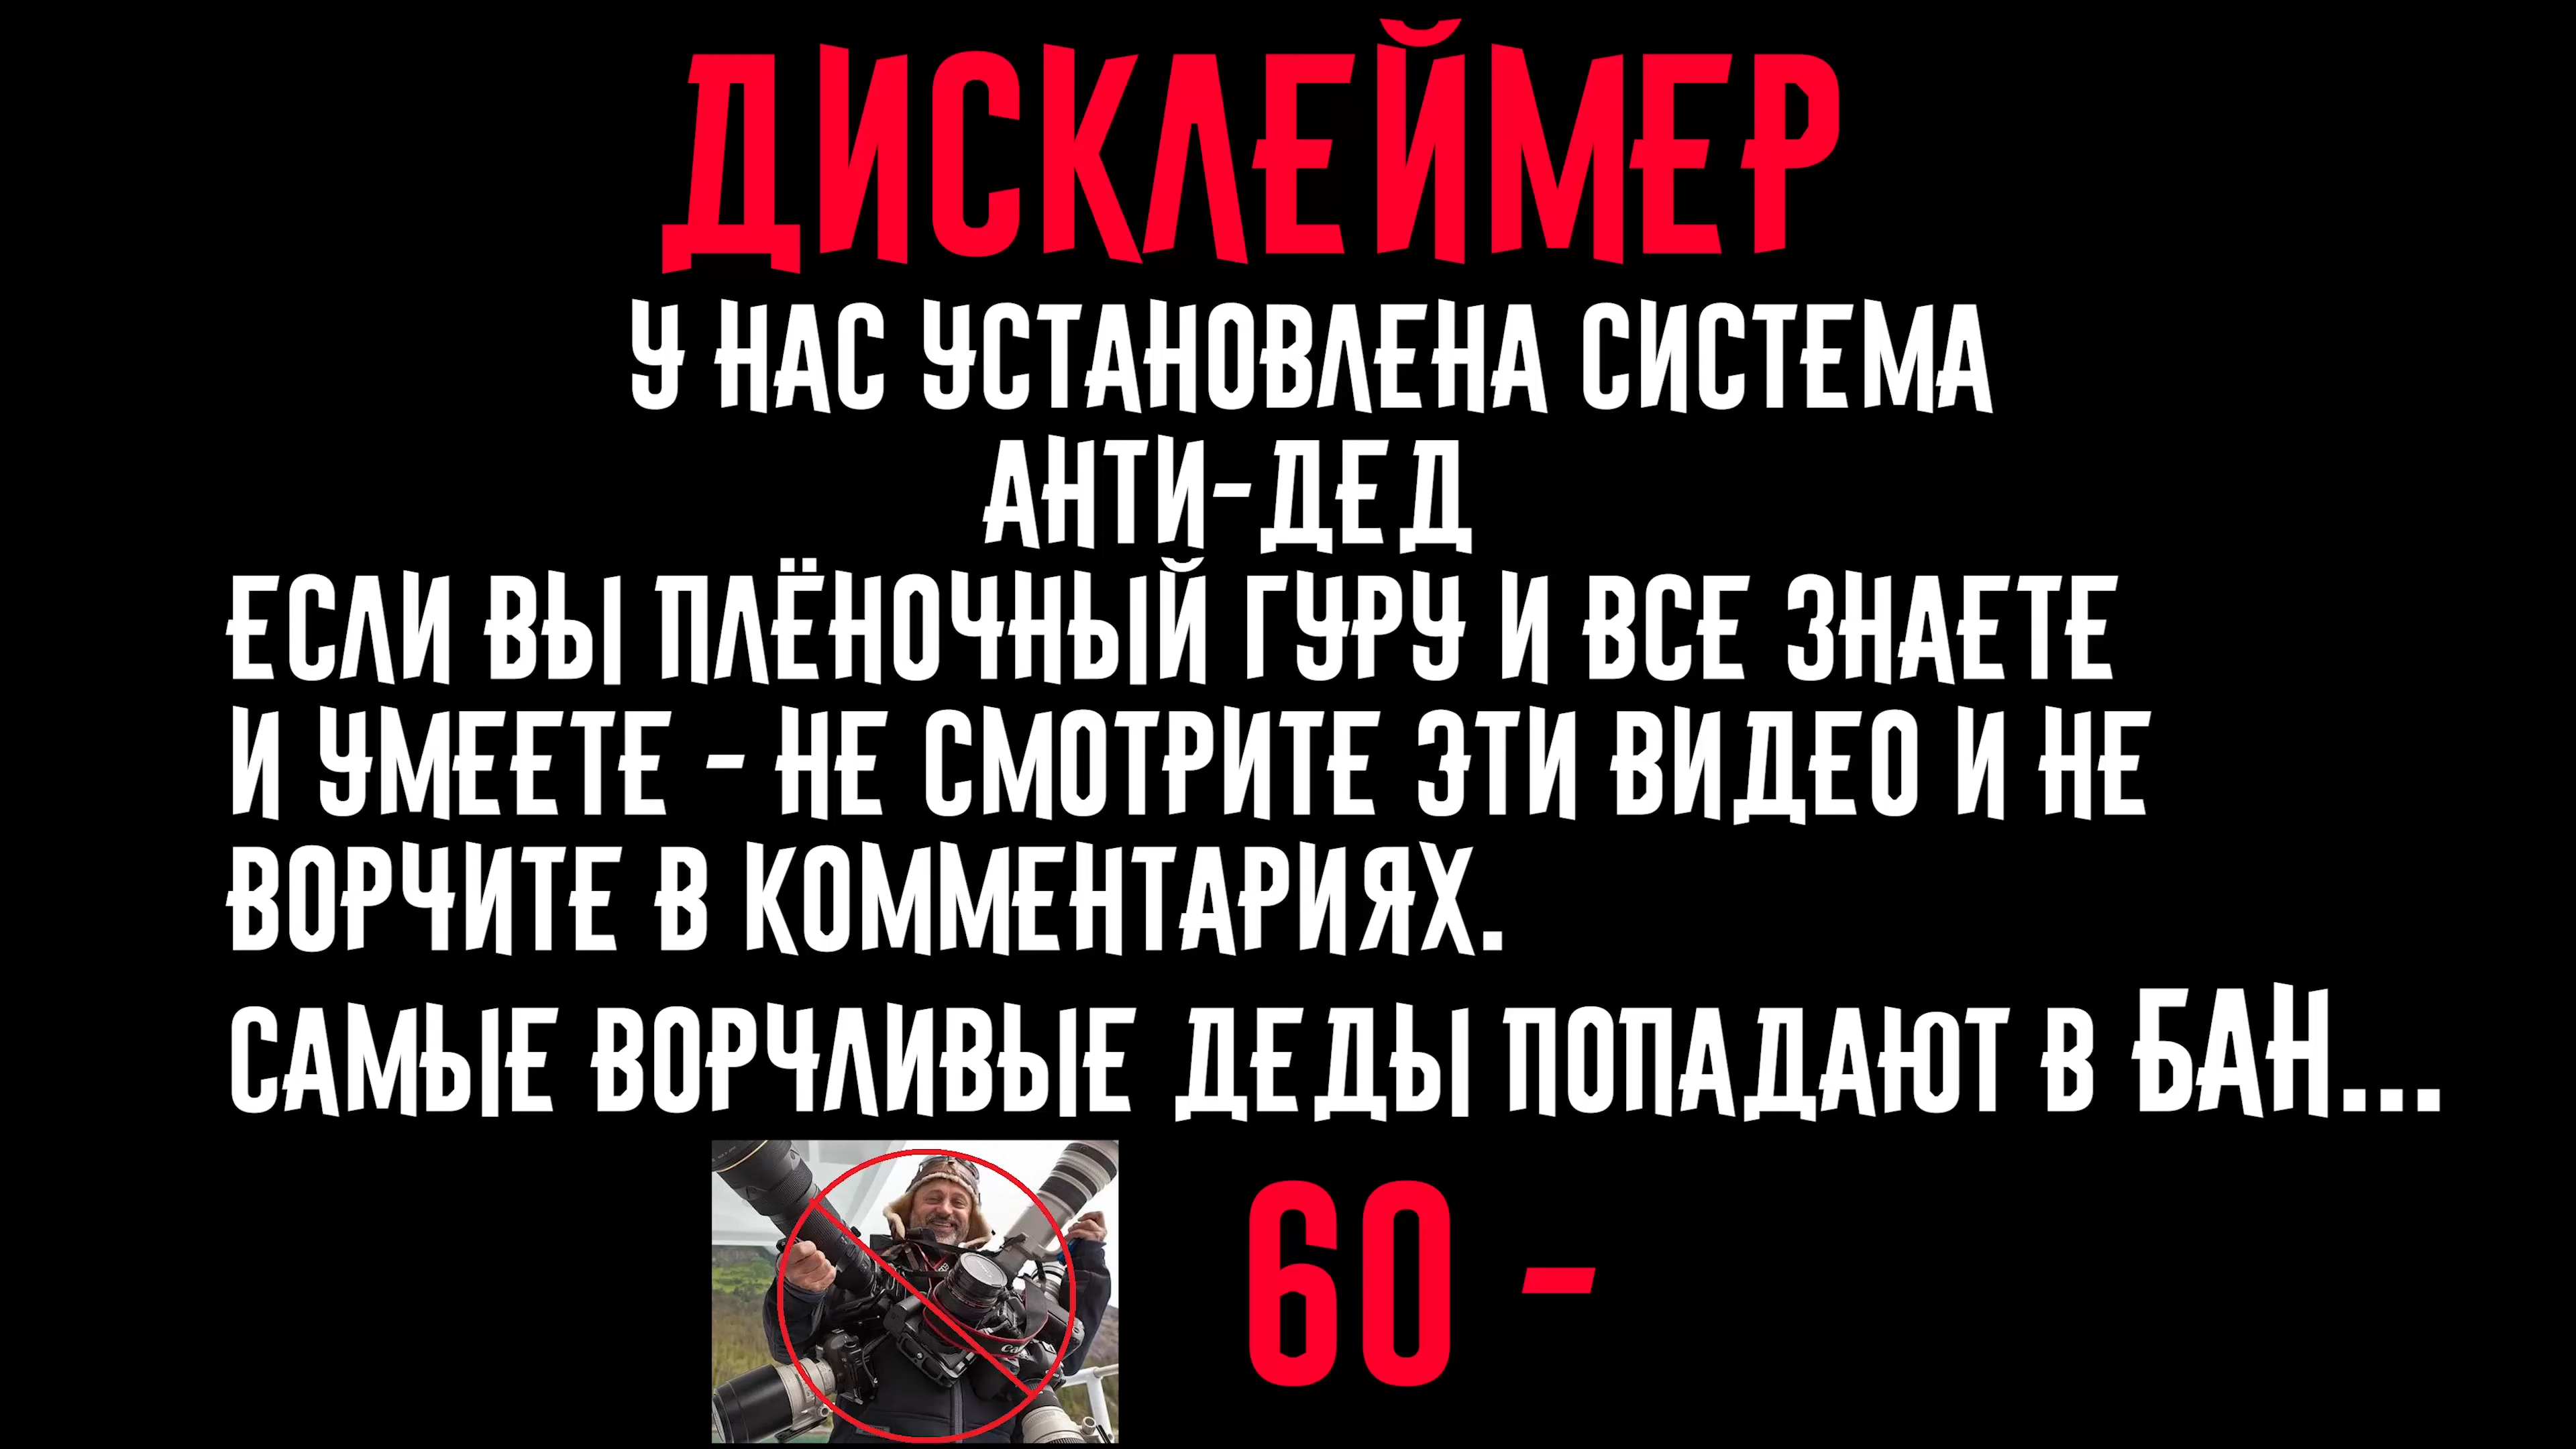 ДИСКЛЕЙМЕР
У НАС УСТАНОВЛЕНА СИСТЕМА
АНТИ-ДЕД
ЕСЛИ ВЫ ПЛЁНОЧНЫЙ ГУРУ И ВСЕ ЗНАЕТЕ
И УМЕЕТЕ - НЕ СМОТРИТЕ ЭТИ ВИДЕО И НЕ
ВОРЧИТЕ В КОММЕНТАРИЯХ.
САМЫЕ ВОРЧЛИВЫЕ ДЕДЫ ПОПАДАЮТ В БАН...
60 -